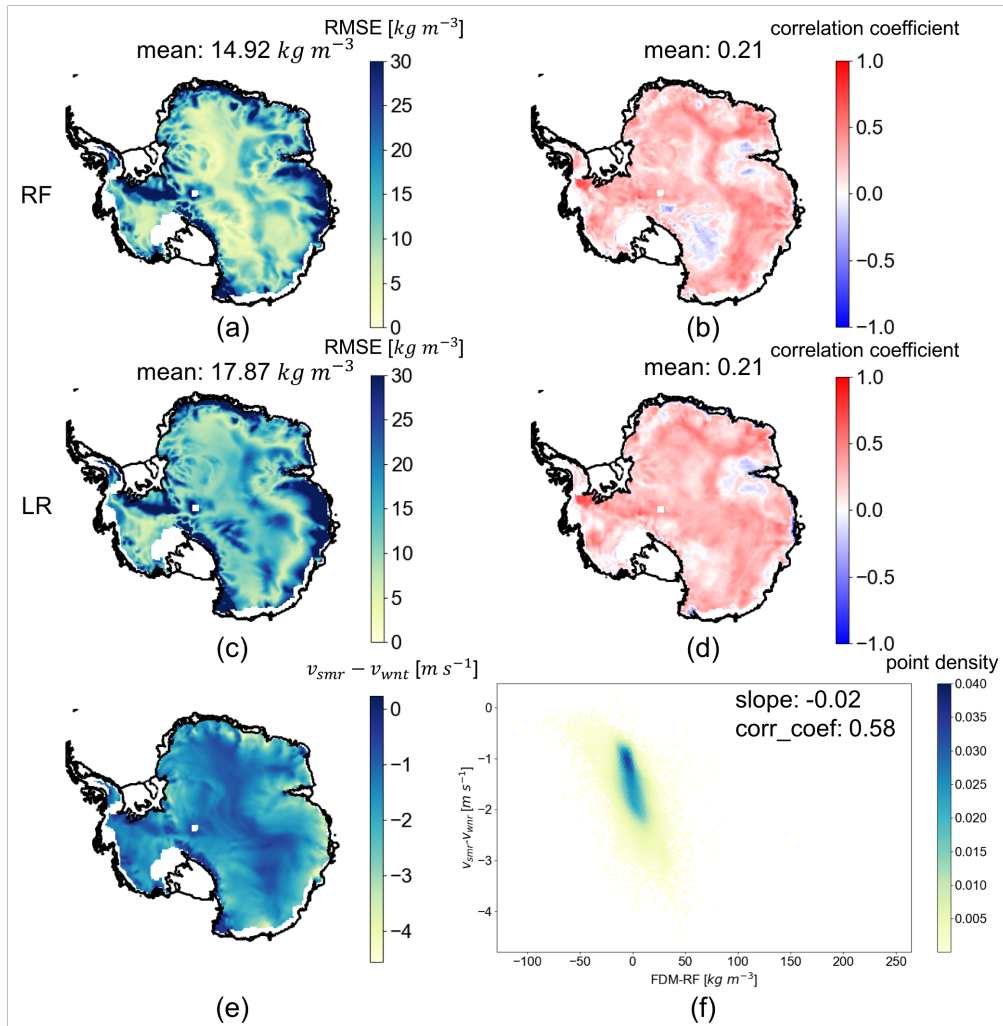 RMSE [kg m⁻³]
mean: 14.92 kg m⁻³
30
25
20
15
10
5
0
RF
(a)
correlation coefficient
mean: 0.21
1.0
0.5
0.0
−0.5
−1.0
(b)
RMSE [kg m⁻³]
mean: 17.87 kg m⁻³
30
25
20
15
10
5
0
LR
(c)
correlation coefficient
mean: 0.21
1.0
0.5
0.0
−0.5
−1.0
(d)
v_smr − v_wnt [m s⁻¹]
0
−1
−2
−3
−4
(e)
point density
slope: -0.02
corr_coef: 0.58
0.040
0.035
0.030
0.025
0.020
0.015
0.010
0.005
v_smr-v_wnr [m s⁻¹]
0
−1
−2
−3
−4
−100 −50 0 50 100 150 200 250
FDM-RF [kg m⁻³]
(f)